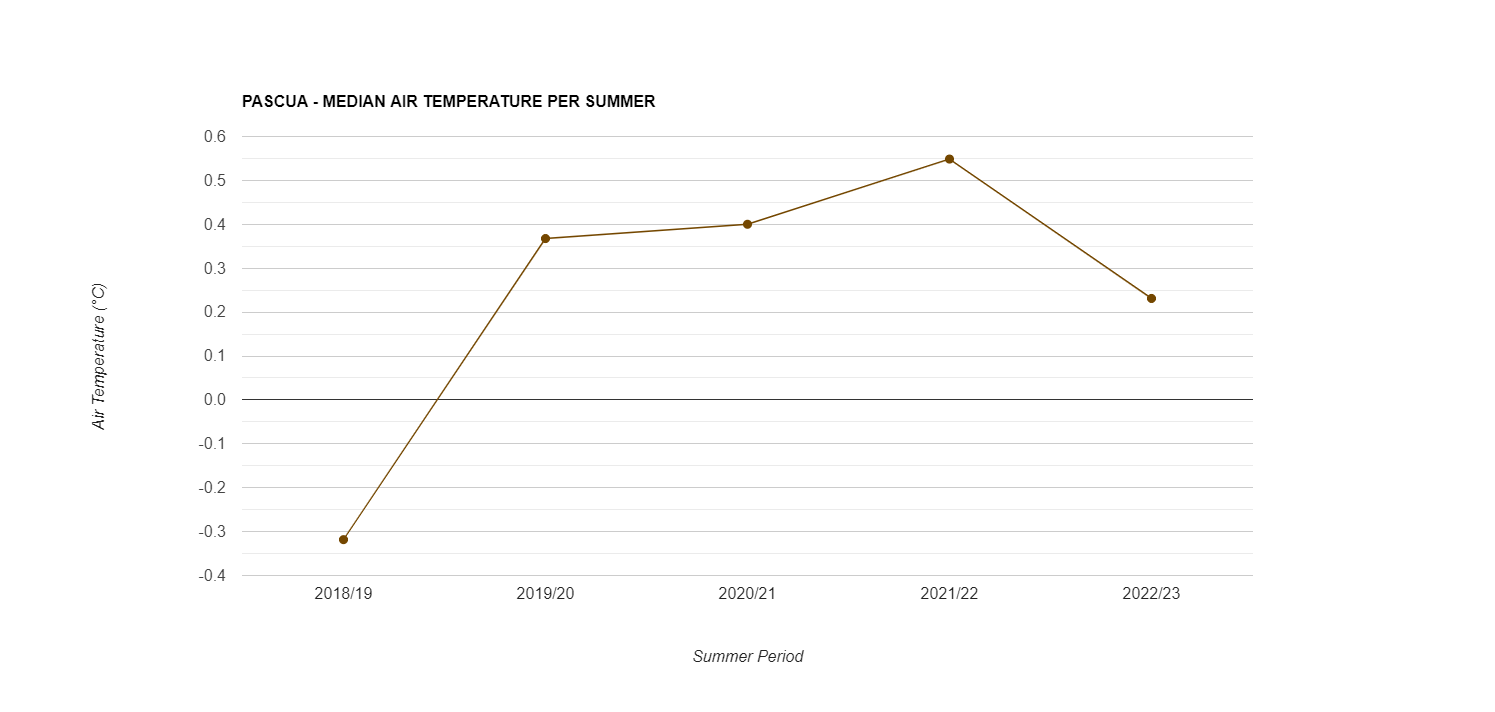 PASCUA - MEDIAN AIR TEMPERATURE PER SUMMER
0.6
0.5
0.4
0.3
0.2
0.1
0.0
-0.1
-0.2
-0.3
-0.4
Air Temperature (°C)
2018/19 2019/20 2020/21 2021/22 2022/23
Summer Period